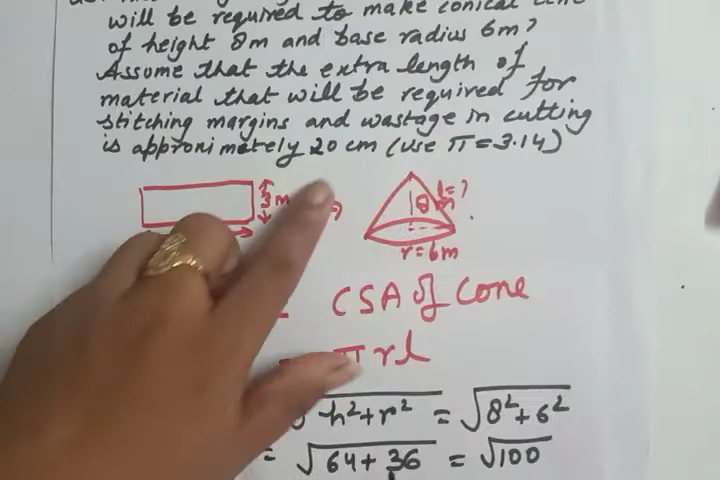 will be required to make conical
of height 8m and base radius 6m?
Assume that the extra length of
material that will be required for
stitching margins and wastage in cutting
is approximately 20 cm (use π=3.14)
3m
8m
l=?
r=6m
CSA of Cone
πrl
h²+r² = √8²+6²
= √64+36 = √100